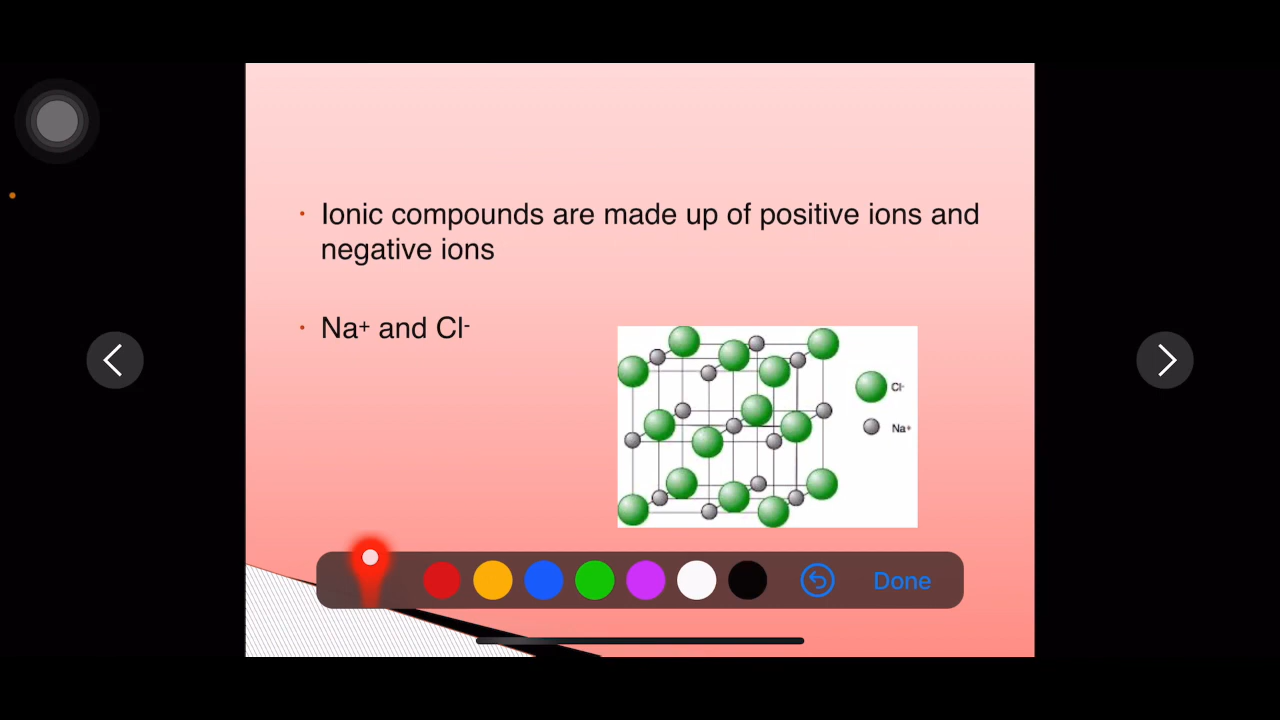 • Ionic compounds are made up of positive ions and
negative ions
• Na⁺ and Cl⁻
Cl⁻
Na⁺
Done